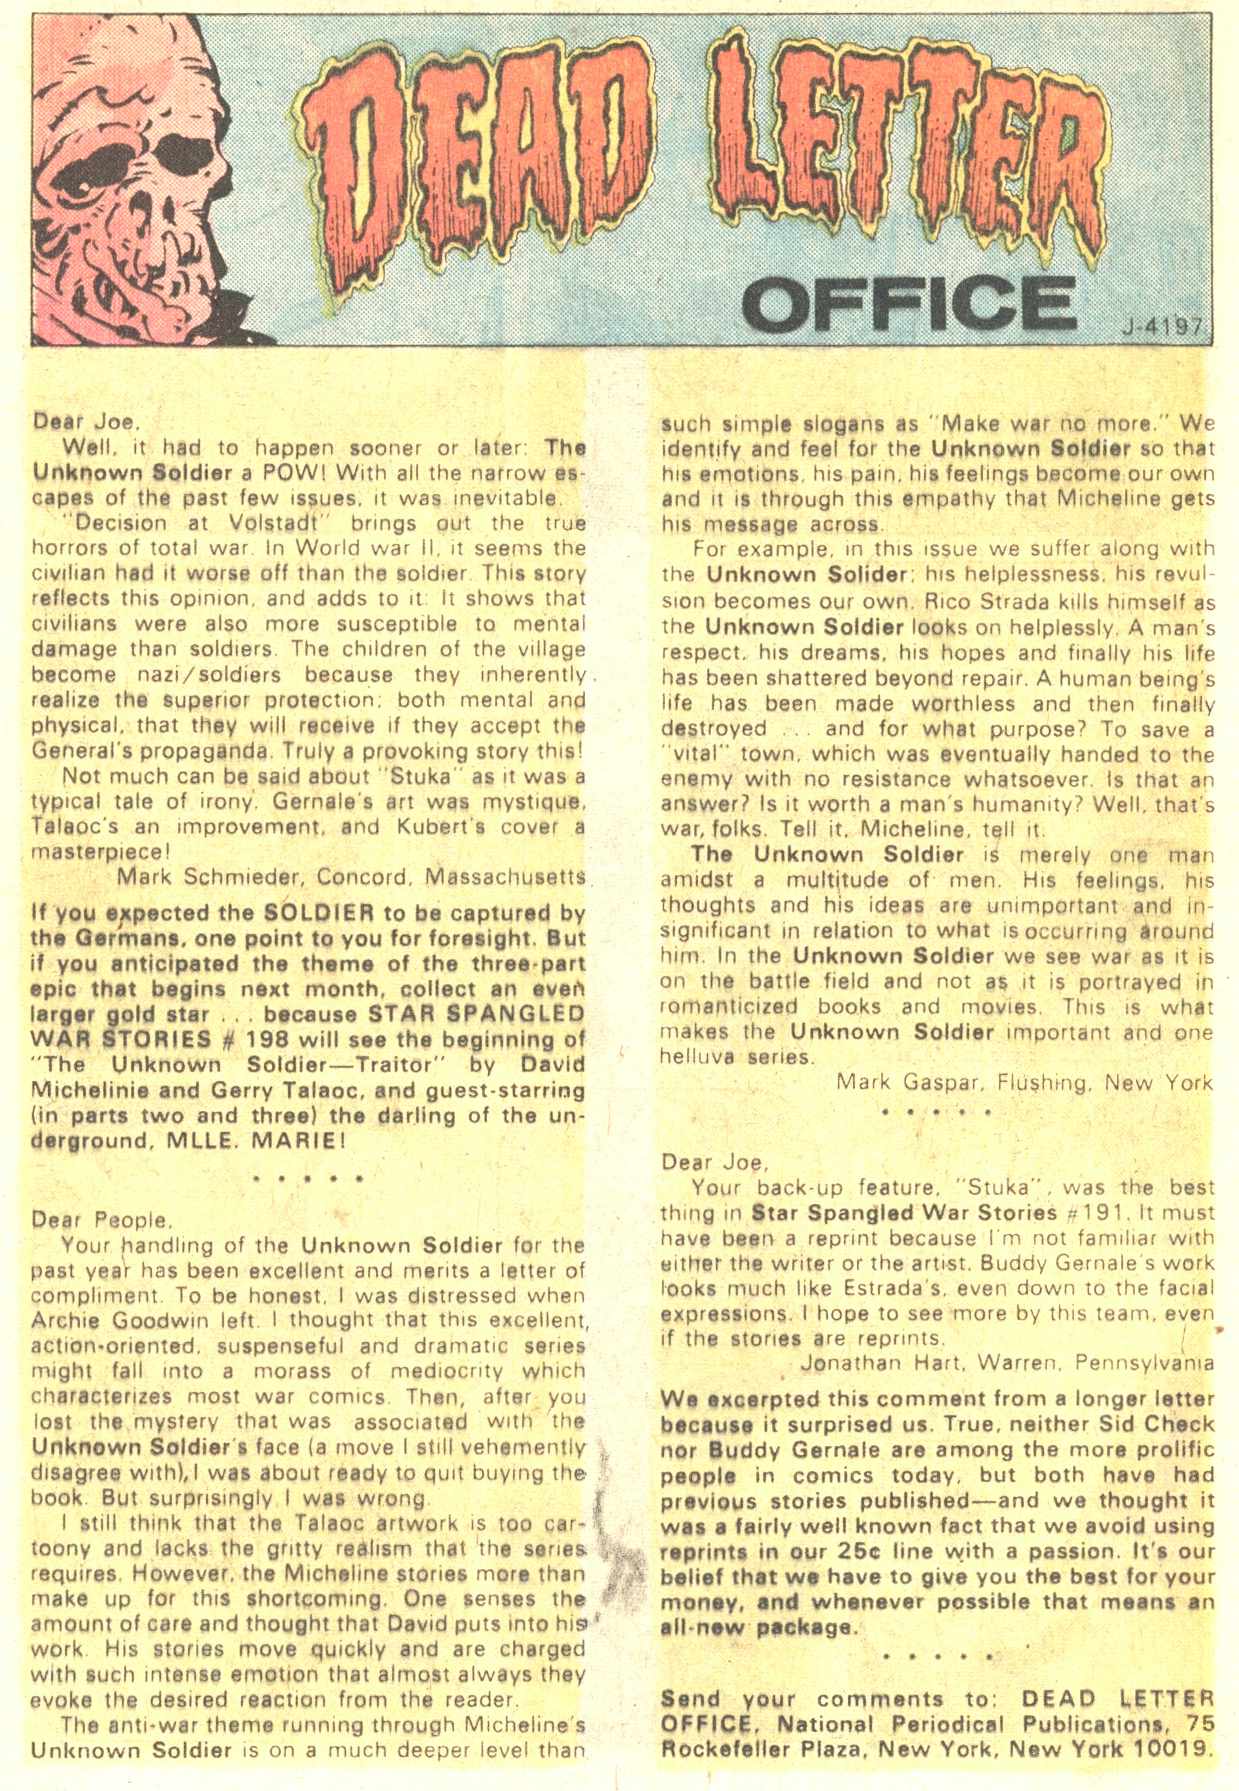 DEAD LETTER
OFFICE
J-4197
Dear Joe,
Well, it had to happen sooner or later: The
Unknown Soldier a POW! With all the narrow es-
capes of the past few issues, it was inevitable.
"Decision at Volstadt" brings out the true
horrors of total war. In World war II, it seems the
civilian had it worse off than the soldier. This story
reflects this opinion, and adds to it: It shows that
civilians were also more susceptible to mental
damage than soldiers. The children of the village
become nazi/soldiers because they inherently
realize the superior protection; both mental and
physical, that they will receive if they accept the
General's propaganda. Truly a provoking story this!
Not much can be said about "Stuka" as it was a
typical tale of irony. Gernale's art was mystique,
Talaoc's an improvement, and Kubert's cover a
masterpiece!
Mark Schmieder, Concord, Massachusetts
If you expected the SOLDIER to be captured by
the Germans, one point to you for foresight. But
if you anticipated the theme of the three-part
epic that begins next month, collect an even
larger gold star . . . because STAR SPANGLED
WAR STORIES # 198 will see the beginning of
"The Unknown Soldier—Traitor" by David
Michelinie and Gerry Talaoc, and guest-starring
(in parts two and three) the darling of the un-
derground, MLLE. MARIE!
• • • • •
Dear People,
Your handling of the Unknown Soldier for the
past year has been excellent and merits a letter of
compliment. To be honest, I was distressed when
Archie Goodwin left. I thought that this excellent,
action-oriented, suspenseful and dramatic series
might fall into a morass of mediocrity which
characterizes most war comics. Then, after you
lost the mystery that was associated with the
Unknown Soldier's face (a move I still vehemently
disagree with), I was about ready to quit buying the
book. But surprisingly I was wrong.
I still think that the Talaoc artwork is too car-
toony and lacks the gritty realism that the series
requires. However, the Micheline stories more than
make up for this shortcoming. One senses the
amount of care and thought that David puts into his
work. His stories move quickly and are charged
with such intense emotion that almost always they
evoke the desired reaction from the reader.
The anti-war theme running through Micheline's
Unknown Soldier is on a much deeper level than
such simple slogans as "Make war no more." We
identify and feel for the Unknown Soldier so that
his emotions, his pain, his feelings become our own
and it is through this empathy that Micheline gets
his message across.
For example, in this issue we suffer along with
the Unknown Solider; his helplessness, his revul-
sion becomes our own. Rico Strada kills himself as
the Unknown Soldier looks on helplessly. A man's
respect, his dreams, his hopes and finally his life
has been shattered beyond repair. A human being's
life has been made worthless and then finally
destroyed . . . and for what purpose? To save a
"vital" town, which was eventually handed to the
enemy with no resistance whatsoever. Is that an
answer? Is it worth a man's humanity? Well, that's
war, folks. Tell it, Micheline, tell it.
The Unknown Soldier is merely one man
amidst a multitude of men. His feelings, his
thoughts and his ideas are unimportant and in-
significant in relation to what is occurring around
him. In the Unknown Soldier we see war as it is
on the battle field and not as it is portrayed in
romanticized books and movies. This is what
makes the Unknown Soldier important and one
helluva series.
Mark Gaspar, Flushing, New York
• • • • •
Dear Joe,
Your back-up feature, "Stuka", was the best
thing in Star Spangled War Stories #191. It must
have been a reprint because I'm not familiar with
either the writer or the artist. Buddy Gernale's work
looks much like Estrada's, even down to the facial
expressions. I hope to see more by this team, even
if the stories are reprints.
Jonathan Hart, Warren, Pennsylvania
We excerpted this comment from a longer letter
because it surprised us. True, neither Sid Check
nor Buddy Gernale are among the more prolific
people in comics today, but both have had
previous stories published—and we thought it
was a fairly well known fact that we avoid using
reprints in our 25¢ line with a passion. It's our
belief that we have to give you the best for your
money, and whenever possible that means an
all-new package.
• • • • •
Send your comments to: DEAD LETTER
OFFICE, National Periodical Publications, 75
Rockefeller Plaza, New York, New York 10019.